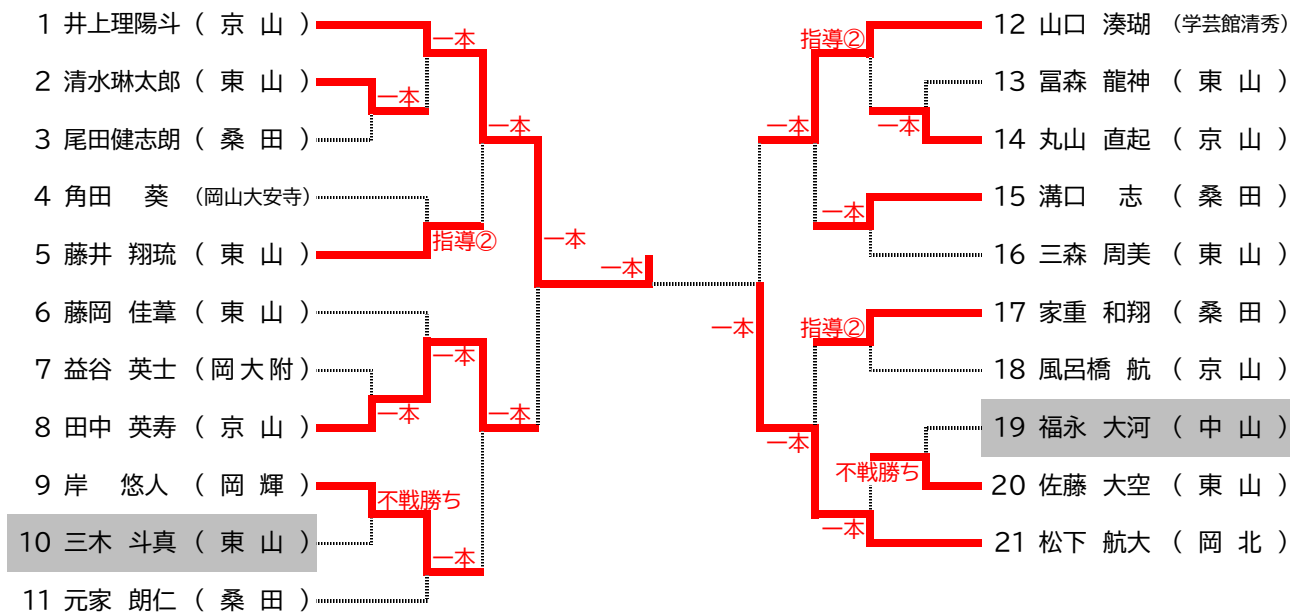 1 井上理陽斗 ( 京 山 )
一本
2 清水琳太郎 ( 東 山 )
一本
一本
3 尾田健志朗 ( 桑 田 )
4 角田 葵 (岡山大安寺)
指導②
5 藤井 翔琉 ( 東 山 )
一本
一本
6 藤岡 佳葦 ( 東 山 )
一本
7 益谷 英士 (岡大附)
一本
一本
8 田中 英寿 ( 京 山 )
9 岸 悠人 ( 岡 輝 )
不戦勝ち
10 三木 斗真 ( 東 山 )
一本
11 元家 朗仁 ( 桑 田 )
12 山口 湊瑚 (学芸館清秀)
指導②
13 冨森 龍神 ( 東 山 )
一本
一本
14 丸山 直起 ( 京 山 )
15 溝口 志 ( 桑 田 )
一本
16 三森 周美 ( 東 山 )
17 家重 和翔 ( 桑 田 )
一本
指導②
18 風呂橋 航 ( 京 山 )
19 福永 大河 ( 中 山 )
一本
不戦勝ち
20 佐藤 大空 ( 東 山 )
一本
21 松下 航大 ( 岡 北 )